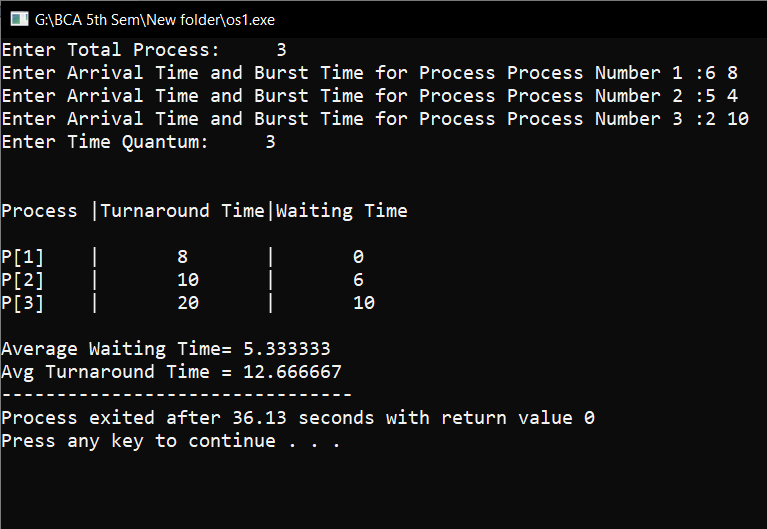 G:\BCA 5th Sem\New folder\os1.exe
Enter Total Process: 3
Enter Arrival Time and Burst Time for Process Process Number 1 :6 8
Enter Arrival Time and Burst Time for Process Process Number 2 :5 4
Enter Arrival Time and Burst Time for Process Process Number 3 :2 10
Enter Time Quantum: 3
Process |Turnaround Time|Waiting Time
P[1] | 8 | 0
P[2] | 10 | 6
P[3] | 20 | 10
Average Waiting Time= 5.333333
Avg Turnaround Time = 12.666667
--------------------------------
Process exited after 36.13 seconds with return value 0
Press any key to continue . . .